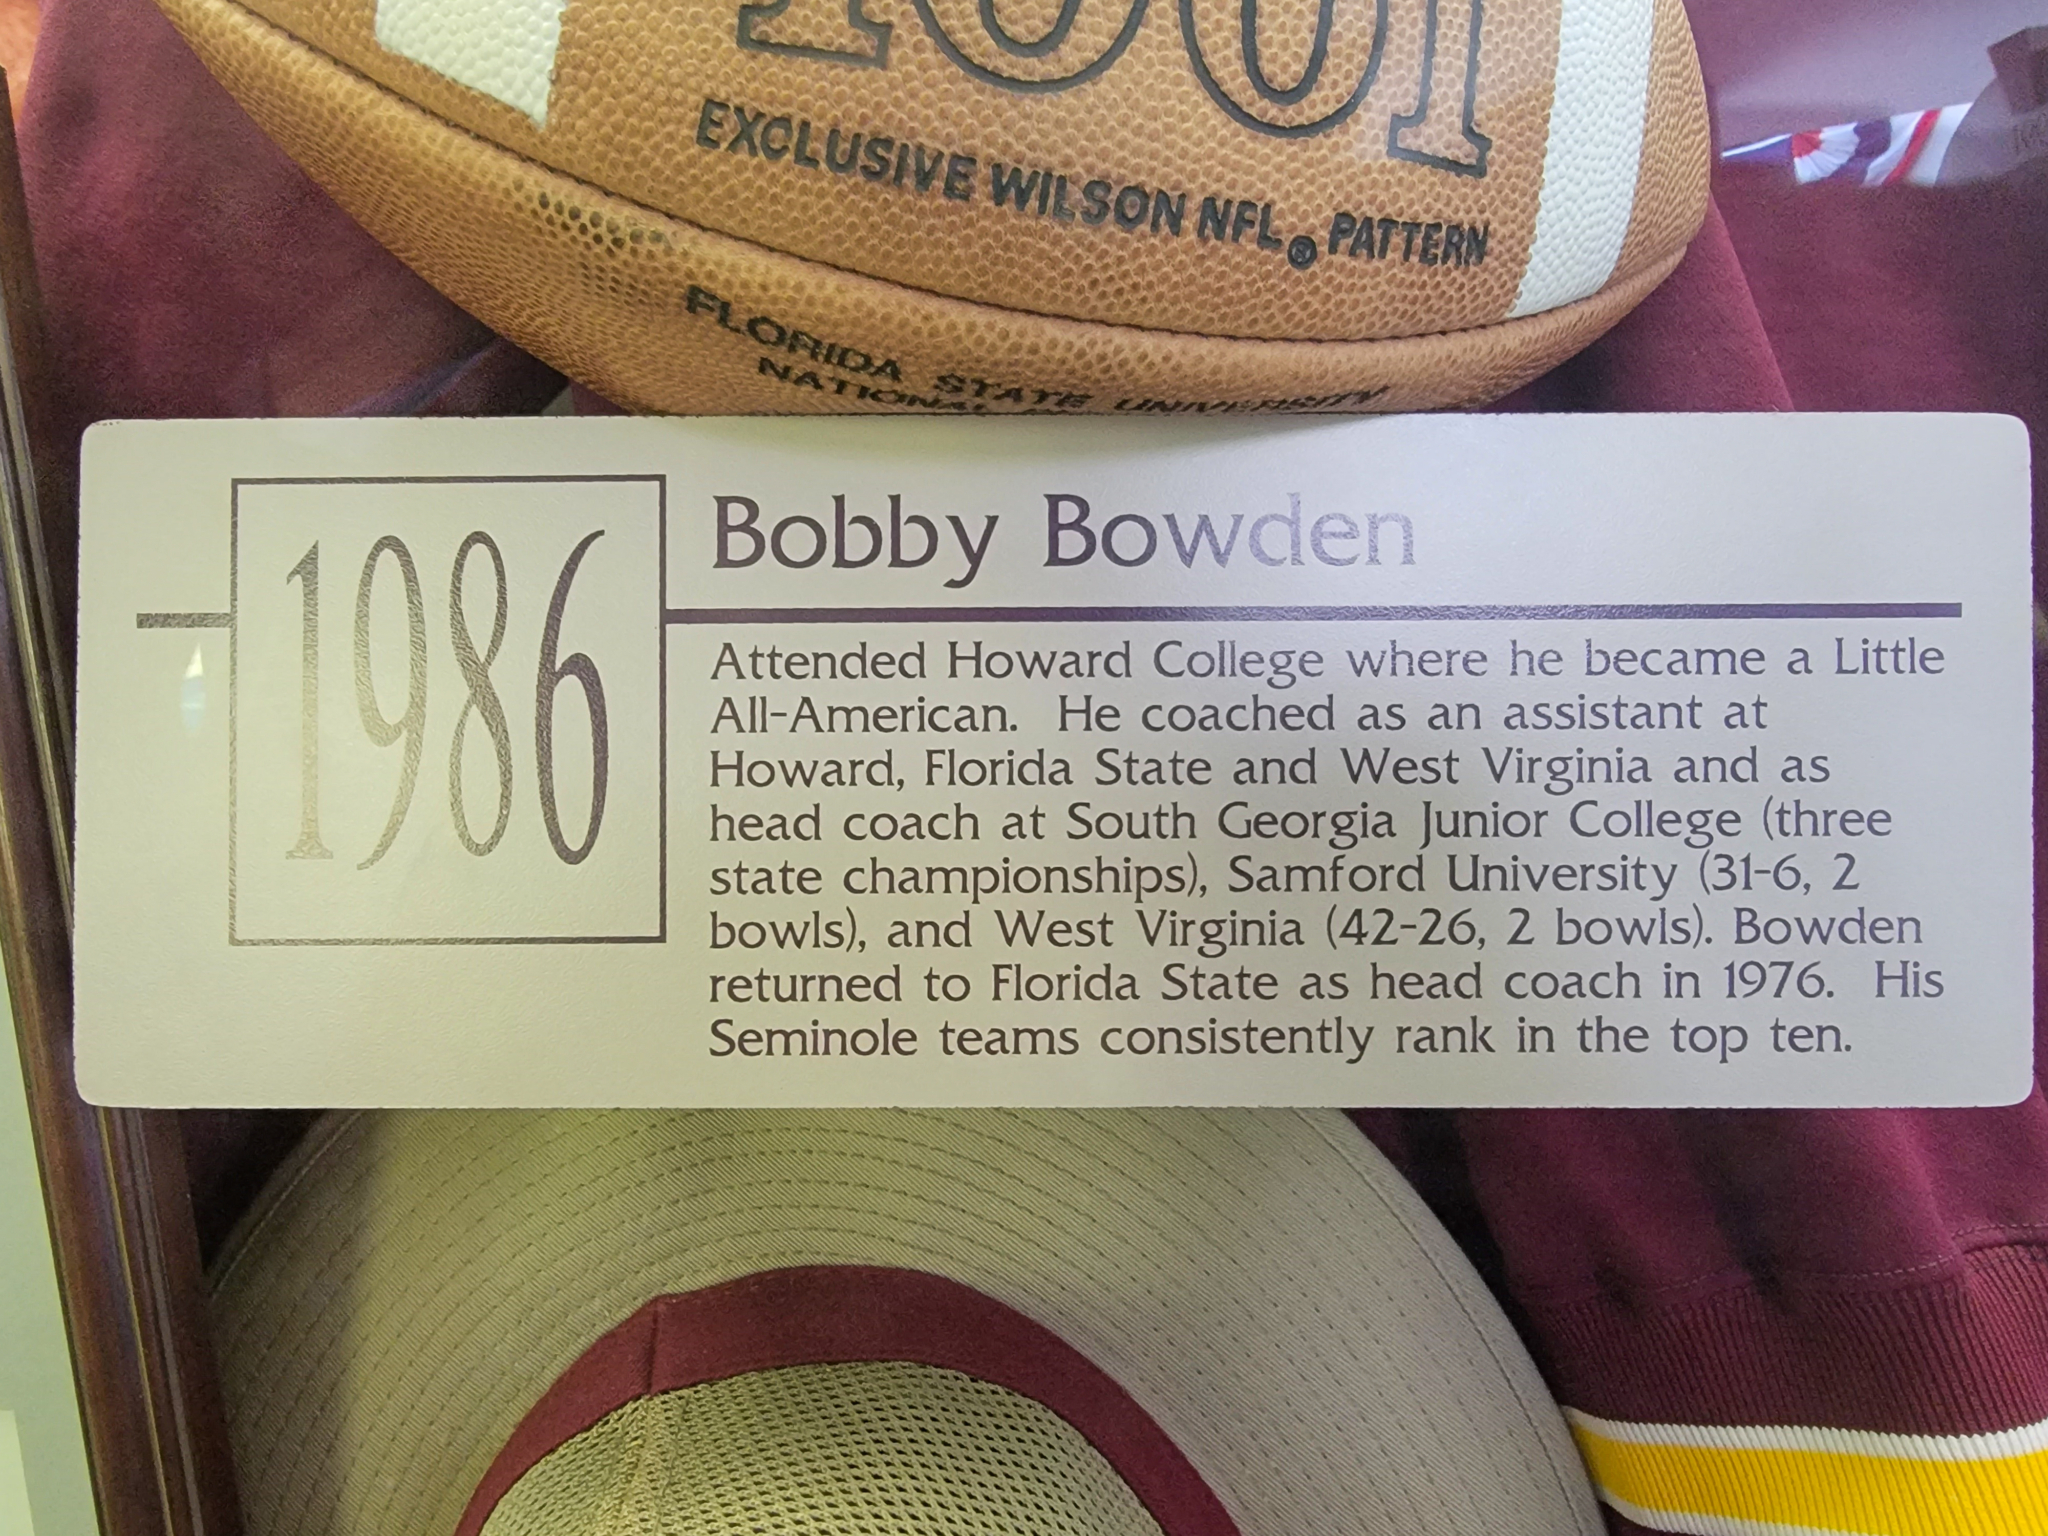 1001
EXCLUSIVE WILSON NFL® PATTERN
FLORIDA STATE UNIVERSITY
NATIONAL
1986
Bobby Bowden
Attended Howard College where he became a Little
All-American. He coached as an assistant at
Howard, Florida State and West Virginia and as
head coach at South Georgia Junior College (three
state championships), Samford University (31-6, 2
bowls), and West Virginia (42-26, 2 bowls). Bowden
returned to Florida State as head coach in 1976. His
Seminole teams consistently rank in the top ten.